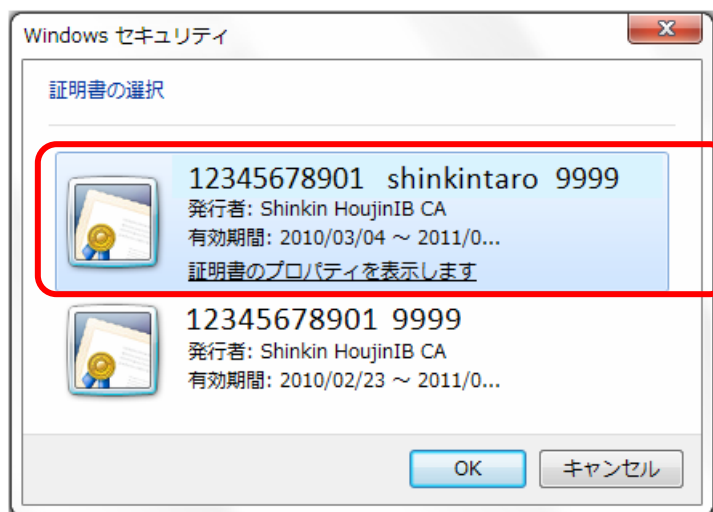 Windows セキュリティ
証明書の選択
12345678901 shinkintaro 9999
発行者: Shinkin HoujinIB CA
有効期間: 2010/03/04 ～ 2011/0...
証明書のプロパティを表示します
12345678901 9999
発行者: Shinkin HoujinIB CA
有効期間: 2010/02/23 ～ 2011/0...
OK キャンセル